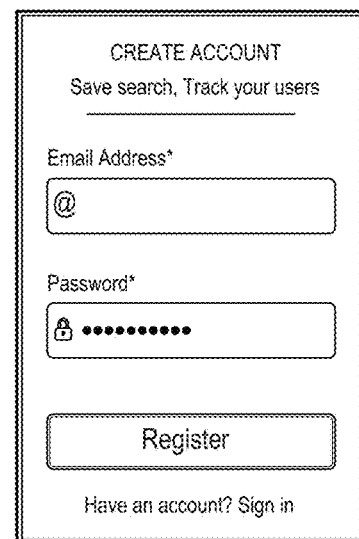 CREATE ACCOUNT
Save search, Track your users
Email Address*
@
Password*
••••••••••
Register
Have an account? Sign in